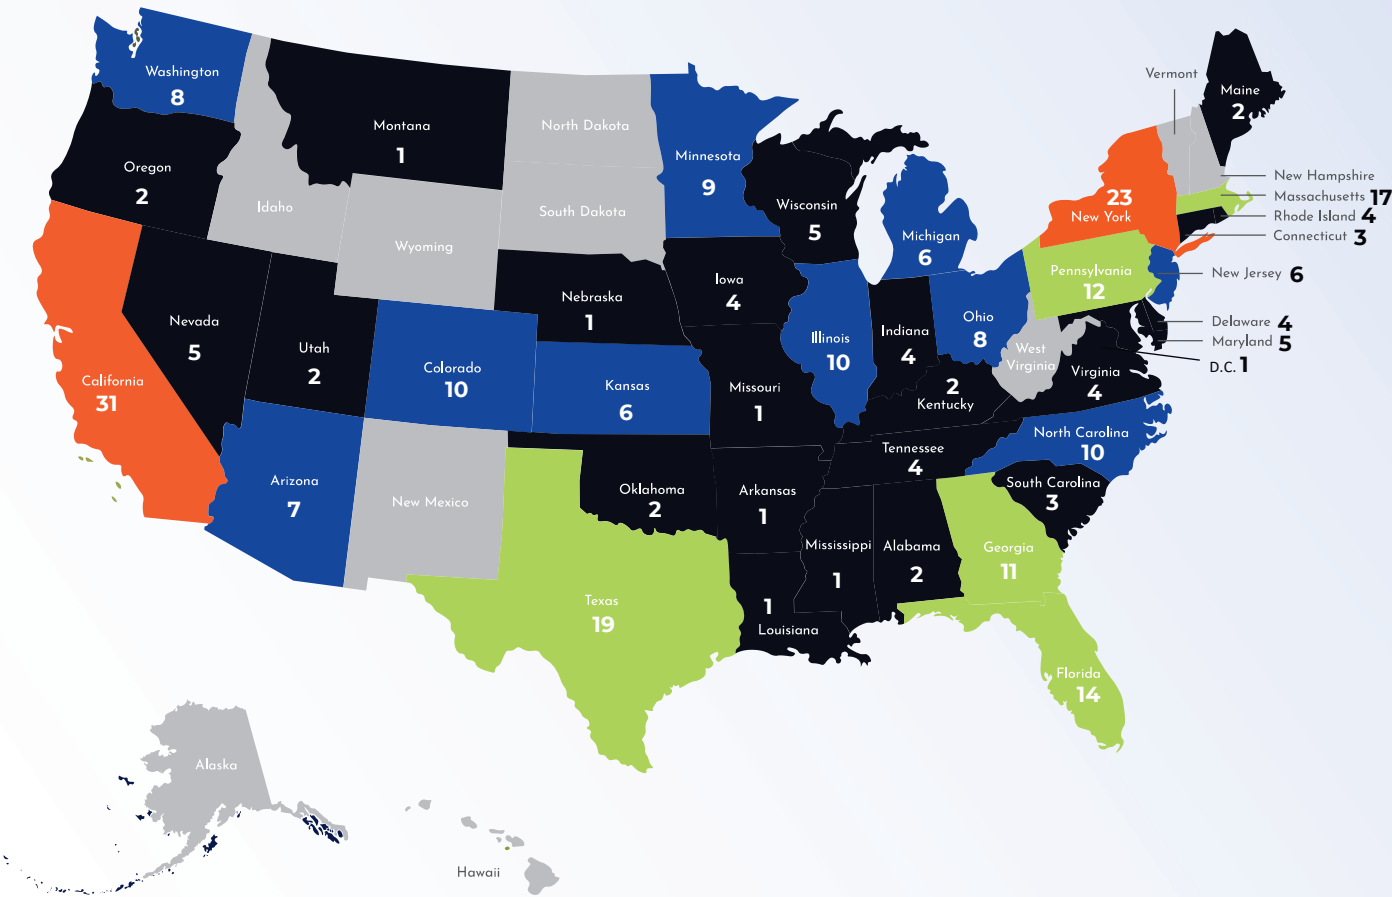 Washington
8
Oregon
2
California
31
Nevada
5
Idaho
Montana
1
Wyoming
Utah
2
Arizona
7
Colorado
10
New Mexico
North Dakota
South Dakota
Nebraska
1
Kansas
6
Oklahoma
2
Texas
19
Minnesota
9
Iowa
4
Missouri
1
Arkansas
1
1
Louisiana
Wisconsin
5
Illinois
10
Michigan
6
Indiana
4
Ohio
8
2
Kentucky
Tennessee
4
Mississippi
1
Alabama
2
Georgia
11
Florida
14
South Carolina
3
North Carolina
10
Virginia
4
West
Virginia
Pennsylvania
12
23
New York
Vermont
Maine
2
New Hampshire
Massachusetts 17
Rhode Island 4
Connecticut 3
New Jersey 6
Delaware 4
Maryland 5
D.C. 1
Alaska
Hawaii